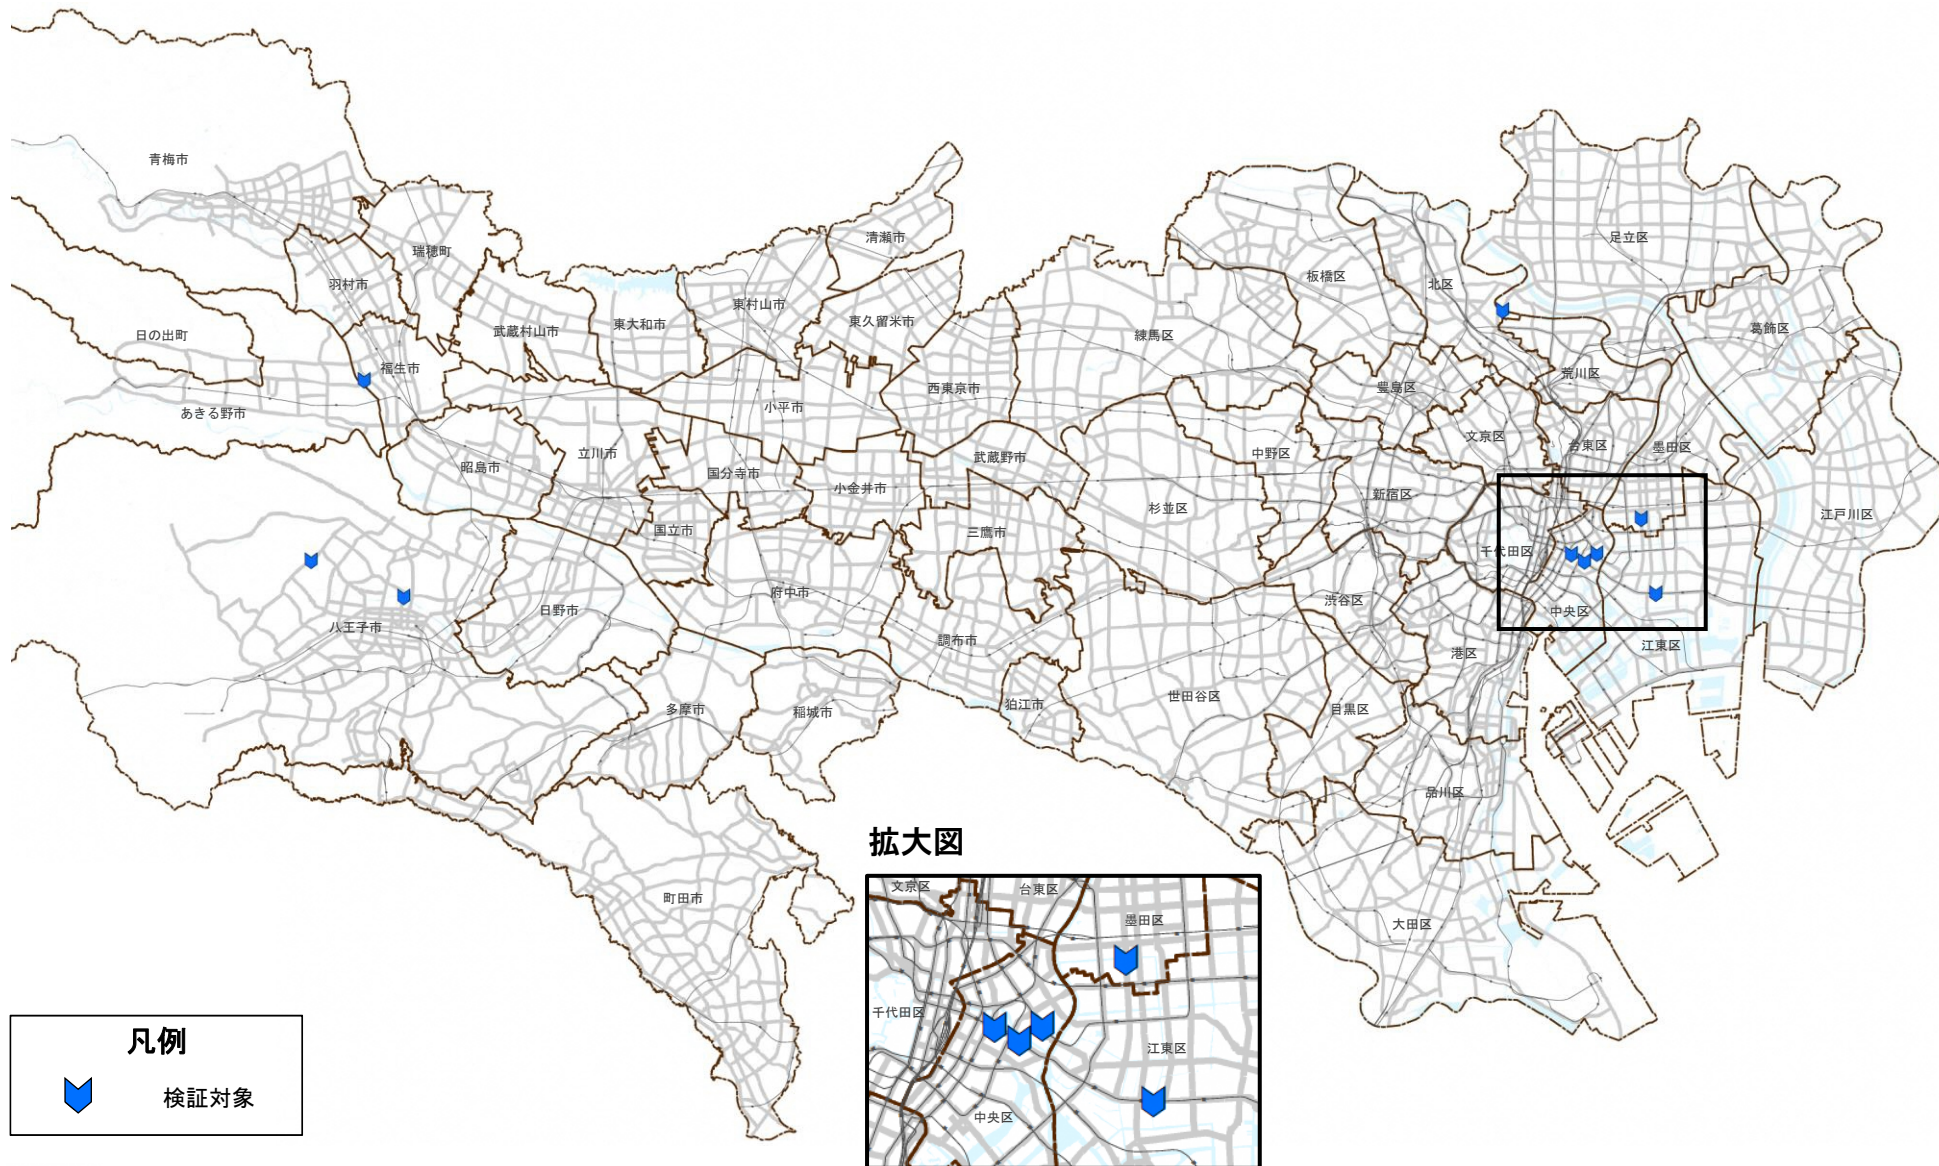 青梅市
瑞穂町
羽村市
日の出町
福生市
あきる野市
武蔵村山市
東大和市
東村山市
清瀬市
東久留米市
西東京市
小平市
昭島市
立川市
国分寺市
小金井市
武蔵野市
国立市
三鷹市
八王子市
日野市
府中市
調布市
狛江市
多摩市
稲城市
町田市
練馬区
板橋区
北区
足立区
葛飾区
荒川区
豊島区
文京区
台東区
墨田区
中野区
杉並区
新宿区
千代田区
江戸川区
渋谷区
中央区
港区
江東区
世田谷区
目黒区
品川区
大田区
拡大図
文京区
台東区
墨田区
千代田区
江東区
中央区
凡例
検証対象